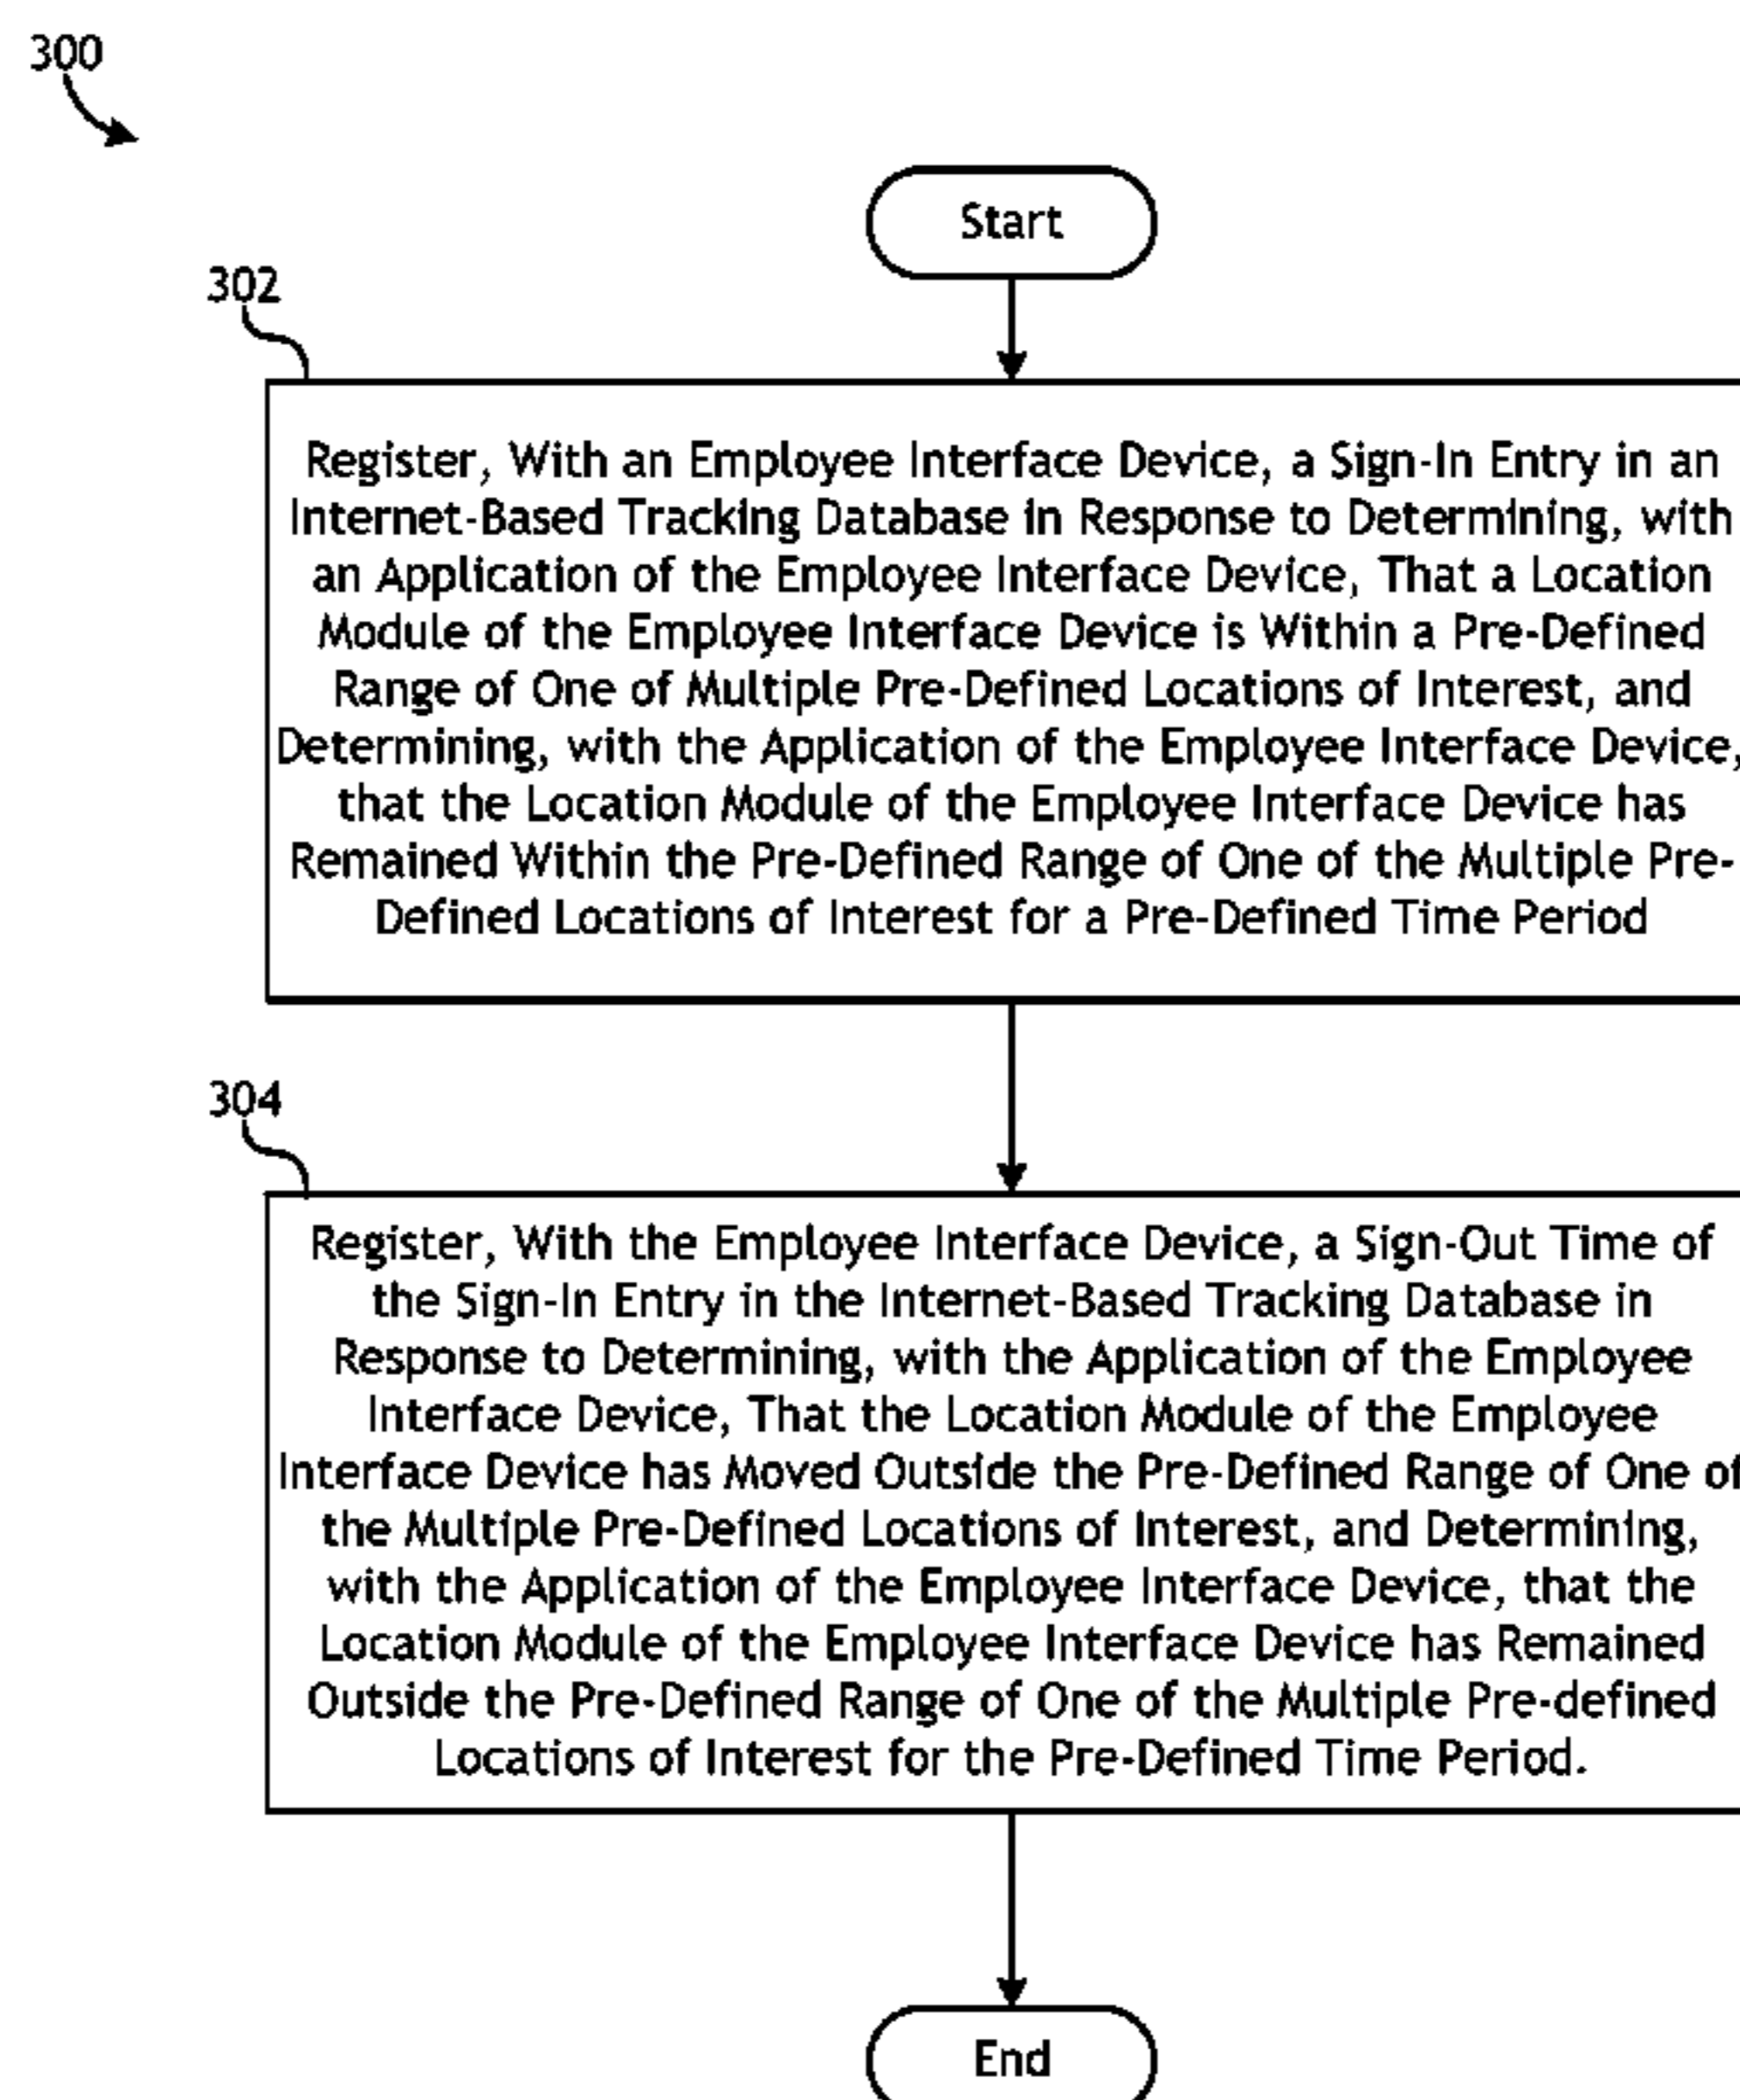 300
Start
302
Register, With an Employee Interface Device, a Sign-In Entry in an
Internet-Based Tracking Database in Response to Determining, with
an Application of the Employee Interface Device, That a Location
Module of the Employee Interface Device is Within a Pre-Defined
Range of One of Multiple Pre-Defined Locations of Interest, and
Determining, with the Application of the Employee Interface Device,
that the Location Module of the Employee Interface Device has
Remained Within the Pre-Defined Range of One of the Multiple Pre-
Defined Locations of Interest for a Pre-Defined Time Period
304
Register, With the Employee Interface Device, a Sign-Out Time of
the Sign-In Entry in the Internet-Based Tracking Database in
Response to Determining, with the Application of the Employee
Interface Device, That the Location Module of the Employee
Interface Device has Moved Outside the Pre-Defined Range of One of
the Multiple Pre-Defined Locations of Interest, and Determining,
with the Application of the Employee Interface Device, that the
Location Module of the Employee Interface Device has Remained
Outside the Pre-Defined Range of One of the Multiple Pre-defined
Locations of Interest for the Pre-Defined Time Period.
End